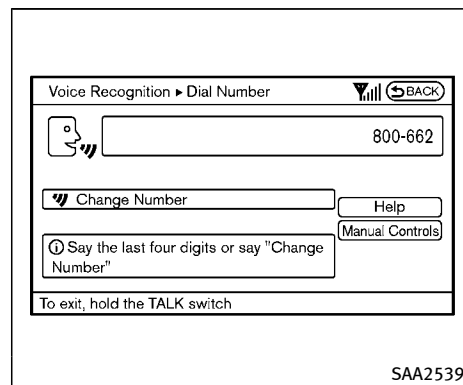 Voice Recognition ▸ Dial Number
BACK
800-662
Change Number
Help
Manual Controls
Say the last four digits or say "Change
Number"
To exit, hold the TALK switch
SAA2539